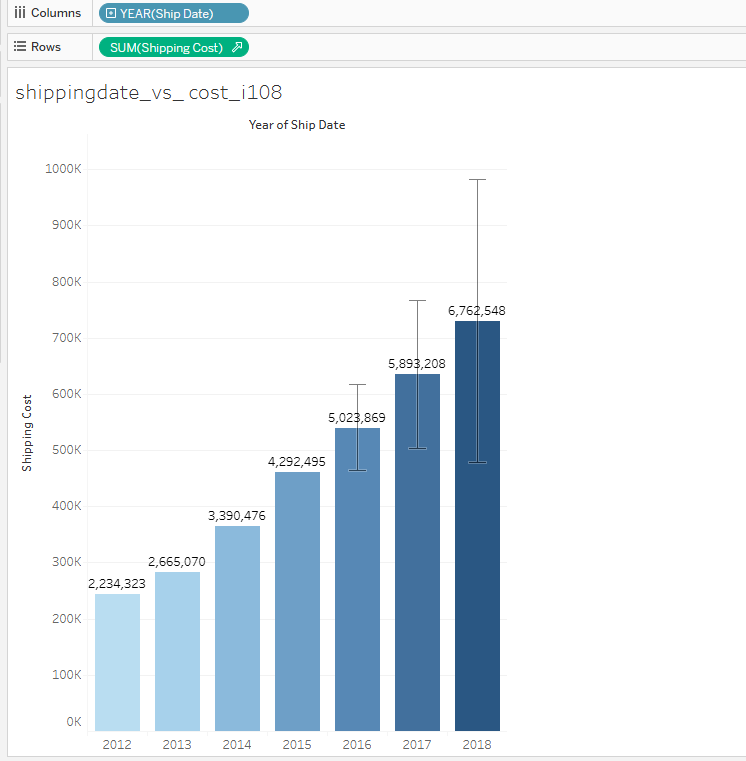 Columns
YEAR(Ship Date)
Rows
SUM(Shipping Cost)
shippingdate_vs_ cost_i108
Year of Ship Date
1000K
900K
800K
700K
600K
500K
400K
300K
200K
100K
0K
Shipping Cost
2,234,323
2,665,070
3,390,476
4,292,495
5,023,869
5,893,208
6,762,548
2012 2013 2014 2015 2016 2017 2018